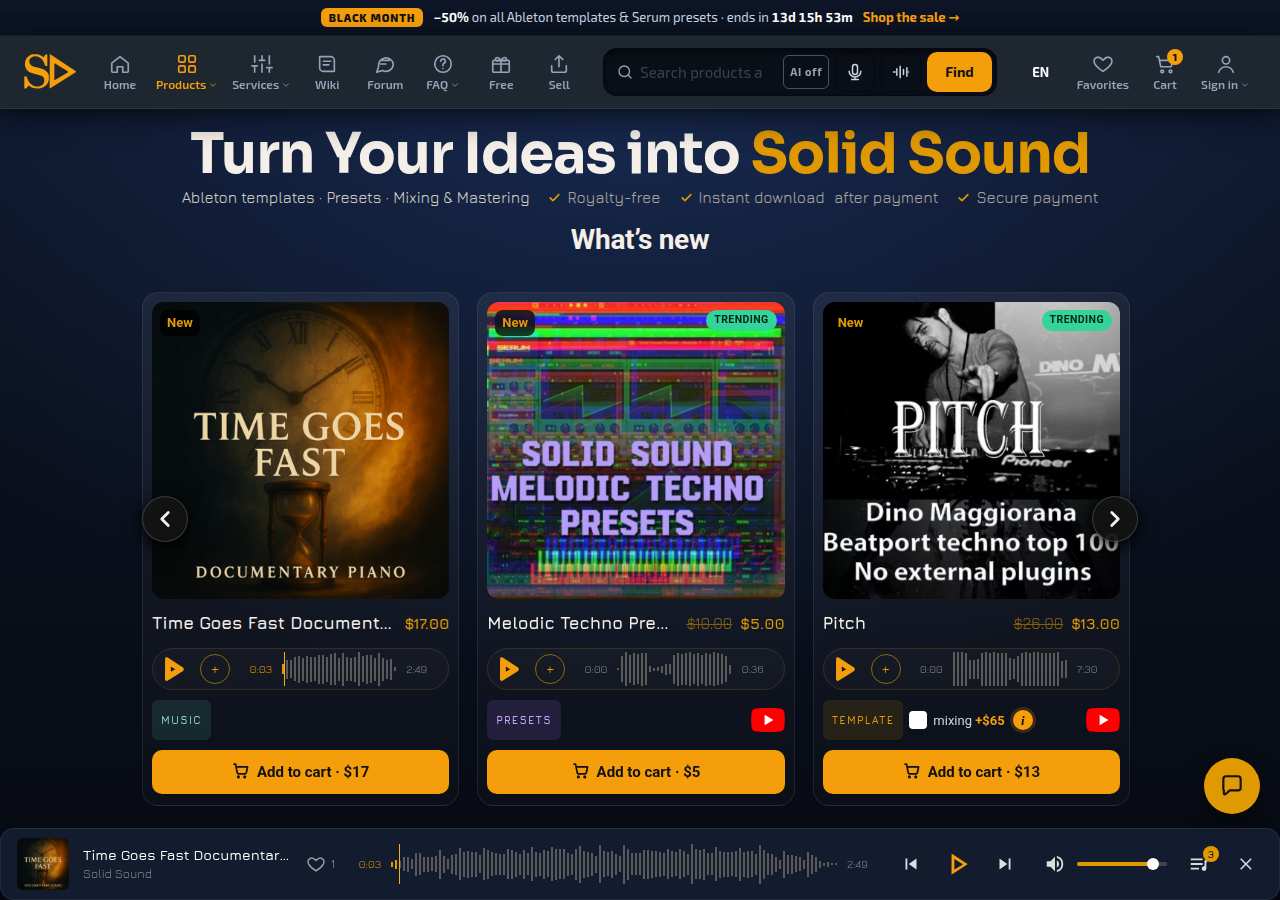 BLACK MONTH −50% on all Ableton templates & Serum presets · ends in 13d 15h 53m Shop the sale →
Home Products Services Wiki Forum FAQ Free Sell Search products a AI off Find EN Favorites 1 Cart Sign in
Turn Your Ideas into Solid Sound
Ableton templates · Presets · Mixing & Mastering Royalty-free Instant download after payment Secure payment
What's new
New
TIME GOES
FAST
DOCUMENTARY PIANO
Time Goes Fast Document... $17.00
0:03 2:49
MUSIC
Add to cart · $17
New TRENDING
SERUM
SOLID SOUND
MELODIC TECHNO
PRESETS
Melodic Techno Pre... $10.00 $5.00
0:00 0:36
PRESETS
Add to cart · $5
New TRENDING
DINO M
PITCH
Pioneer
Dino Maggiorana
Beatport techno top 100
No external plugins
Pitch $26.00 $13.00
0:00 7:30
TEMPLATE mixing +$65 i
Add to cart · $13
TIME GOES
FAST
Time Goes Fast Documentar...
Solid Sound
1 0:03 2:49 3